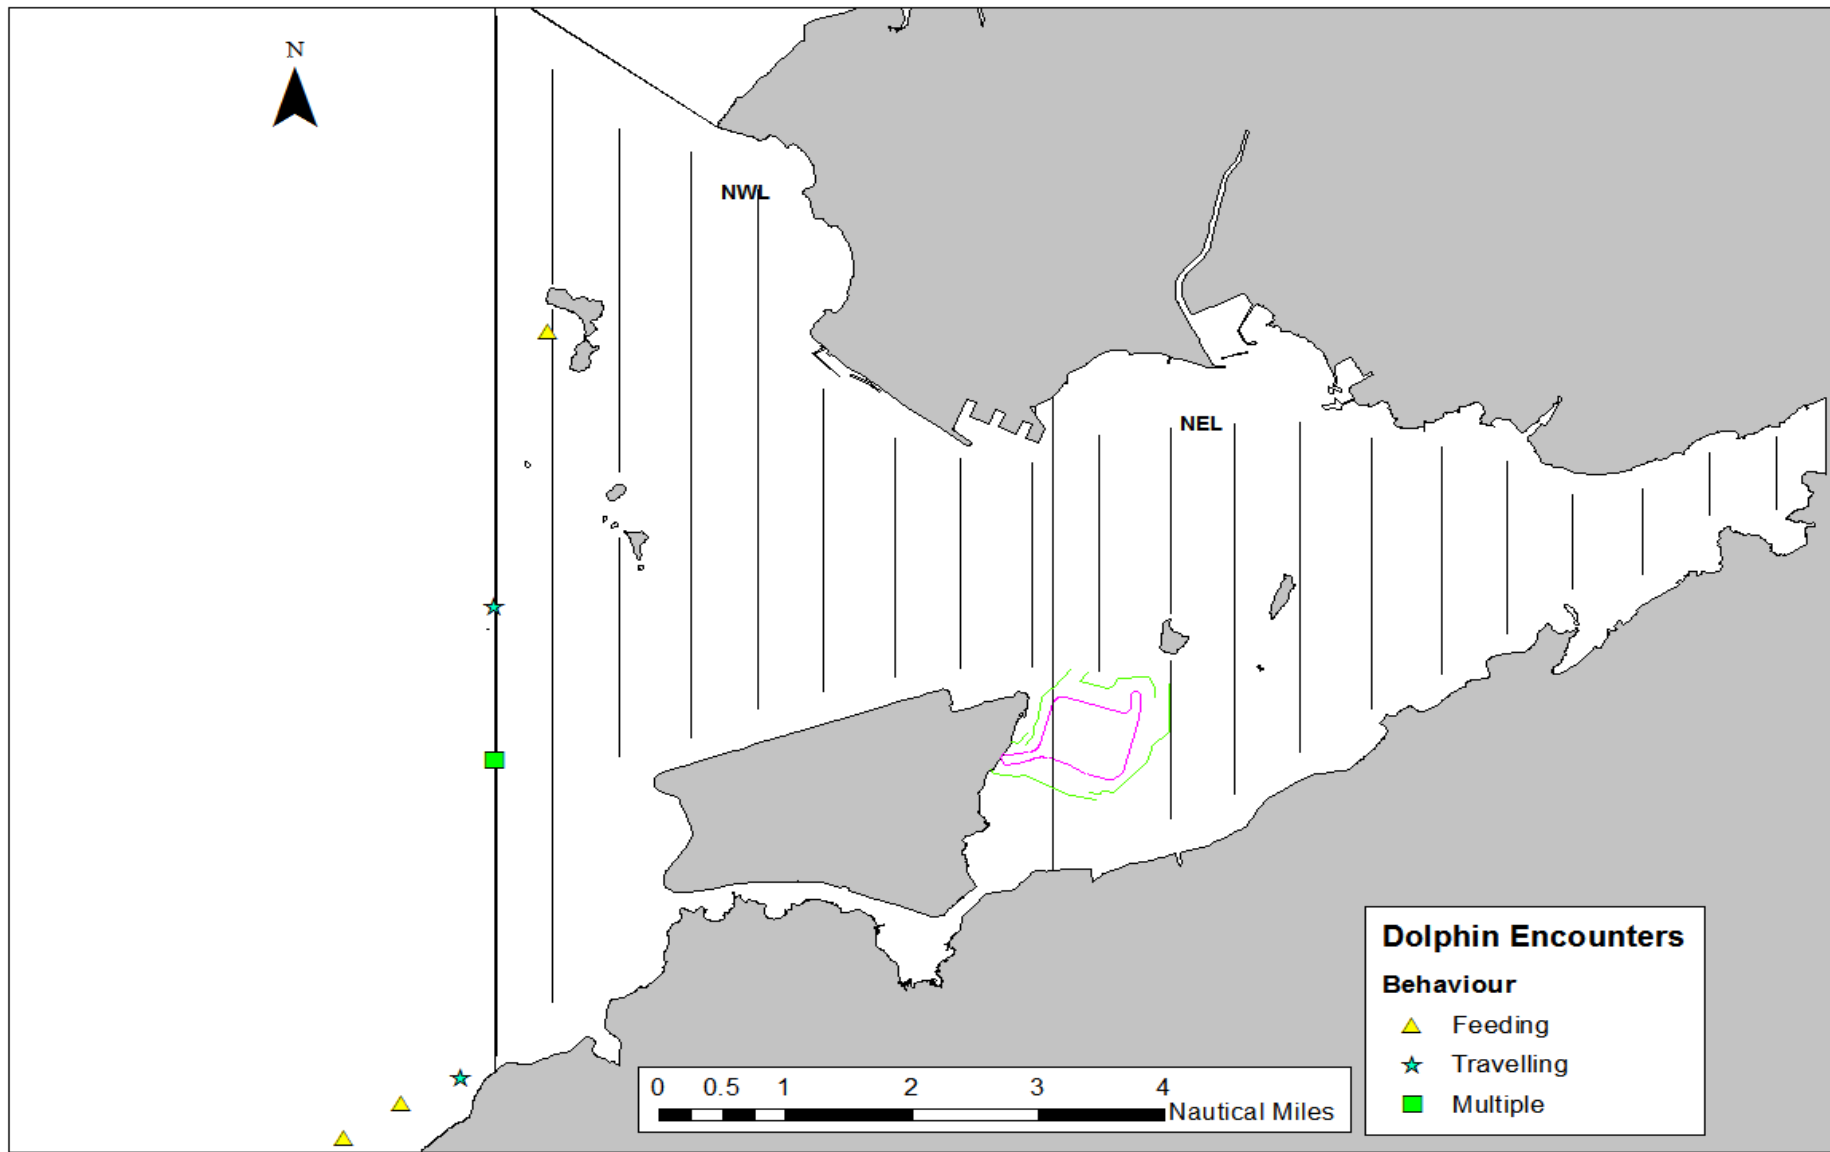 N
NWL
NEL
Dolphin Encounters
Behaviour
Feeding
Travelling
Multiple
0 0.5 1 2 3 4
Nautical Miles